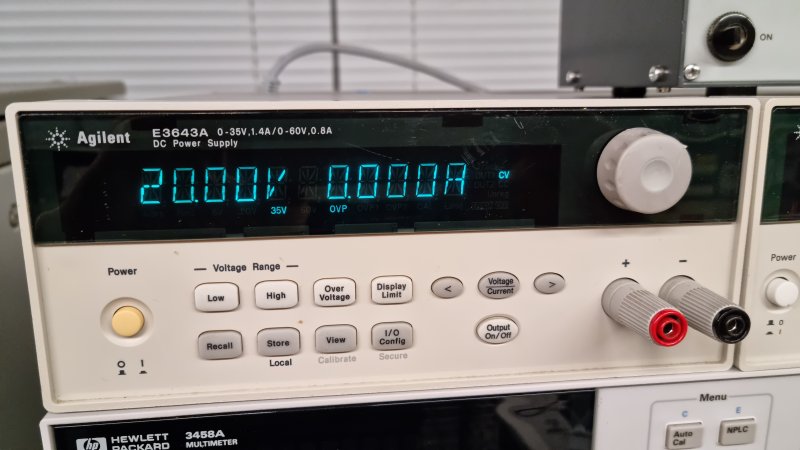 ON
Agilent E3643A 0-35V,1.4A/0-60V,0.8A
DC Power Supply
20.00V 0.000A CV
35V OVP
Power
Voltage Range
Low High Over Voltage Display Limit < Voltage Current >
+ −
Recall Store View I/O Config Output On/Off
Local Calibrate Secure
O I
Power
O
I
hp HEWLETT PACKARD 3458A MULTIMETER
Menu
C E
Auto Cal NPLC